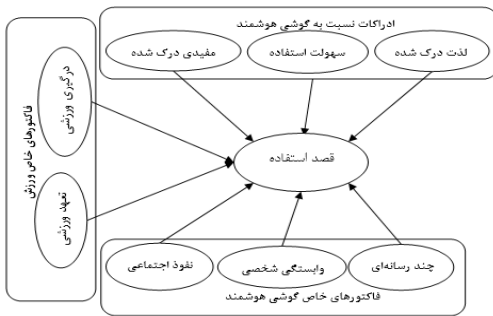 ادراکات نسبت به گوشی هوشمند
لذت درک شده
سهولت استفاده
مفیدی درک شده
فاکتورهای خاص ورزش
درگیری ورزشی
تعهد ورزشی
قصد استفاده
چند رسانه‌ای
وابستگی شخصی
نفوذ اجتماعی
فاکتورهای خاص گوشی هوشمند